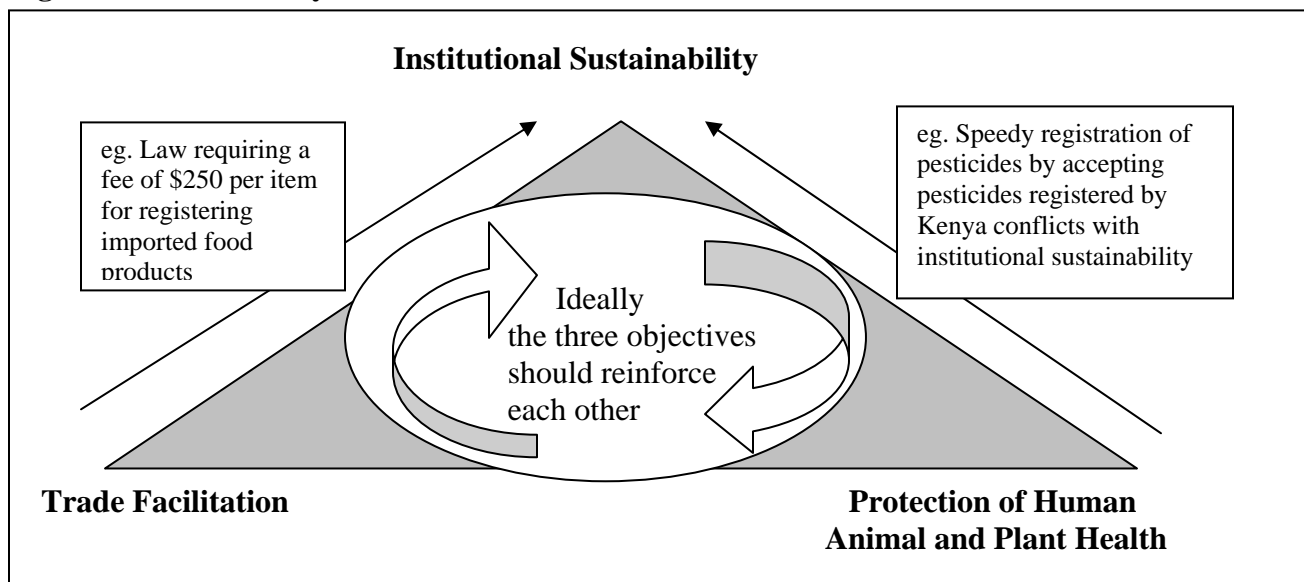 Institutional Sustainability
eg. Law requiring a
fee of $250 per item
for registering
imported food
products
eg. Speedy registration of
pesticides by accepting
pesticides registered by
Kenya conflicts with
institutional sustainability
Ideally
the three objectives
should reinforce
each other
Trade Facilitation
Protection of Human
Animal and Plant Health